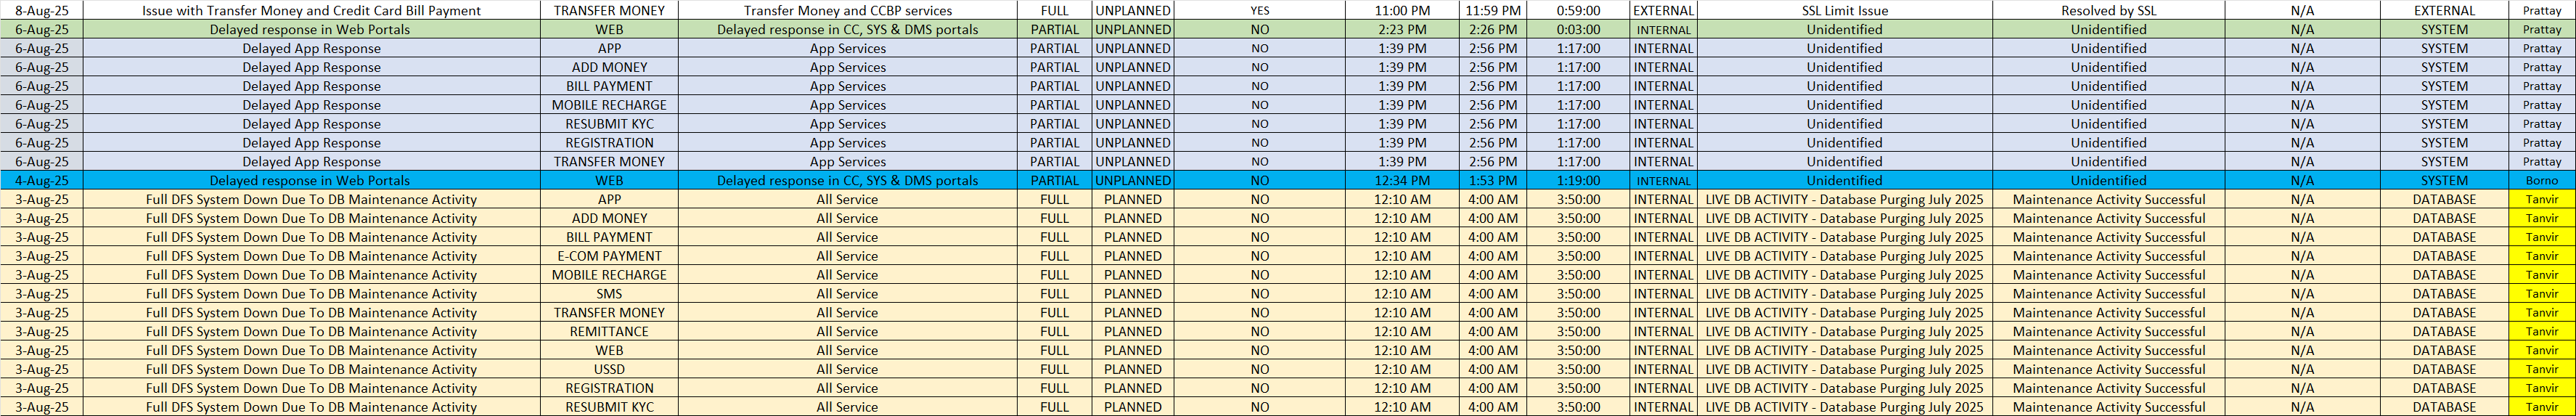 8-Aug-25 Issue with Transfer Money and Credit Card Bill Payment TRANSFER MONEY Transfer Money and CCBP services FULL UNPLANNED YES 11:00 PM 11:59 PM 0:59:00 EXTERNAL SSL Limit Issue Resolved by SSL N/A EXTERNAL Prattay
6-Aug-25 Delayed response in Web Portals WEB Delayed response in CC, SYS & DMS portals PARTIAL UNPLANNED NO 2:23 PM 2:26 PM 0:03:00 INTERNAL Unidentified Unidentified N/A SYSTEM Prattay
6-Aug-25 Delayed App Response APP App Services PARTIAL UNPLANNED NO 1:39 PM 2:56 PM 1:17:00 INTERNAL Unidentified Unidentified N/A SYSTEM Prattay
6-Aug-25 Delayed App Response ADD MONEY App Services PARTIAL UNPLANNED NO 1:39 PM 2:56 PM 1:17:00 INTERNAL Unidentified Unidentified N/A SYSTEM Prattay
6-Aug-25 Delayed App Response BILL PAYMENT App Services PARTIAL UNPLANNED NO 1:39 PM 2:56 PM 1:17:00 INTERNAL Unidentified Unidentified N/A SYSTEM Prattay
6-Aug-25 Delayed App Response MOBILE RECHARGE App Services PARTIAL UNPLANNED NO 1:39 PM 2:56 PM 1:17:00 INTERNAL Unidentified Unidentified N/A SYSTEM Prattay
6-Aug-25 Delayed App Response RESUBMIT KYC App Services PARTIAL UNPLANNED NO 1:39 PM 2:56 PM 1:17:00 INTERNAL Unidentified Unidentified N/A SYSTEM Prattay
6-Aug-25 Delayed App Response REGISTRATION App Services PARTIAL UNPLANNED NO 1:39 PM 2:56 PM 1:17:00 INTERNAL Unidentified Unidentified N/A SYSTEM Prattay
6-Aug-25 Delayed App Response TRANSFER MONEY App Services PARTIAL UNPLANNED NO 1:39 PM 2:56 PM 1:17:00 INTERNAL Unidentified Unidentified N/A SYSTEM Prattay
4-Aug-25 Delayed response in Web Portals WEB Delayed response in CC, SYS & DMS portals PARTIAL UNPLANNED NO 12:34 PM 1:53 PM 1:19:00 INTERNAL Unidentified Unidentified N/A SYSTEM Borno
3-Aug-25 Full DFS System Down Due To DB Maintenance Activity APP All Service FULL PLANNED NO 12:10 AM 4:00 AM 3:50:00 INTERNAL LIVE DB ACTIVITY - Database Purging July 2025 Maintenance Activity Successful N/A DATABASE Tanvir
3-Aug-25 Full DFS System Down Due To DB Maintenance Activity ADD MONEY All Service FULL PLANNED NO 12:10 AM 4:00 AM 3:50:00 INTERNAL LIVE DB ACTIVITY - Database Purging July 2025 Maintenance Activity Successful N/A DATABASE Tanvir
3-Aug-25 Full DFS System Down Due To DB Maintenance Activity BILL PAYMENT All Service FULL PLANNED NO 12:10 AM 4:00 AM 3:50:00 INTERNAL LIVE DB ACTIVITY - Database Purging July 2025 Maintenance Activity Successful N/A DATABASE Tanvir
3-Aug-25 Full DFS System Down Due To DB Maintenance Activity E-COM PAYMENT All Service FULL PLANNED NO 12:10 AM 4:00 AM 3:50:00 INTERNAL LIVE DB ACTIVITY - Database Purging July 2025 Maintenance Activity Successful N/A DATABASE Tanvir
3-Aug-25 Full DFS System Down Due To DB Maintenance Activity MOBILE RECHARGE All Service FULL PLANNED NO 12:10 AM 4:00 AM 3:50:00 INTERNAL LIVE DB ACTIVITY - Database Purging July 2025 Maintenance Activity Successful N/A DATABASE Tanvir
3-Aug-25 Full DFS System Down Due To DB Maintenance Activity SMS All Service FULL PLANNED NO 12:10 AM 4:00 AM 3:50:00 INTERNAL LIVE DB ACTIVITY - Database Purging July 2025 Maintenance Activity Successful N/A DATABASE Tanvir
3-Aug-25 Full DFS System Down Due To DB Maintenance Activity TRANSFER MONEY All Service FULL PLANNED NO 12:10 AM 4:00 AM 3:50:00 INTERNAL LIVE DB ACTIVITY - Database Purging July 2025 Maintenance Activity Successful N/A DATABASE Tanvir
3-Aug-25 Full DFS System Down Due To DB Maintenance Activity REMITTANCE All Service FULL PLANNED NO 12:10 AM 4:00 AM 3:50:00 INTERNAL LIVE DB ACTIVITY - Database Purging July 2025 Maintenance Activity Successful N/A DATABASE Tanvir
3-Aug-25 Full DFS System Down Due To DB Maintenance Activity WEB All Service FULL PLANNED NO 12:10 AM 4:00 AM 3:50:00 INTERNAL LIVE DB ACTIVITY - Database Purging July 2025 Maintenance Activity Successful N/A DATABASE Tanvir
3-Aug-25 Full DFS System Down Due To DB Maintenance Activity USSD All Service FULL PLANNED NO 12:10 AM 4:00 AM 3:50:00 INTERNAL LIVE DB ACTIVITY - Database Purging July 2025 Maintenance Activity Successful N/A DATABASE Tanvir
3-Aug-25 Full DFS System Down Due To DB Maintenance Activity REGISTRATION All Service FULL PLANNED NO 12:10 AM 4:00 AM 3:50:00 INTERNAL LIVE DB ACTIVITY - Database Purging July 2025 Maintenance Activity Successful N/A DATABASE Tanvir
3-Aug-25 Full DFS System Down Due To DB Maintenance Activity RESUBMIT KYC All Service FULL PLANNED NO 12:10 AM 4:00 AM 3:50:00 INTERNAL LIVE DB ACTIVITY - Database Purging July 2025 Maintenance Activity Successful N/A DATABASE Tanvir